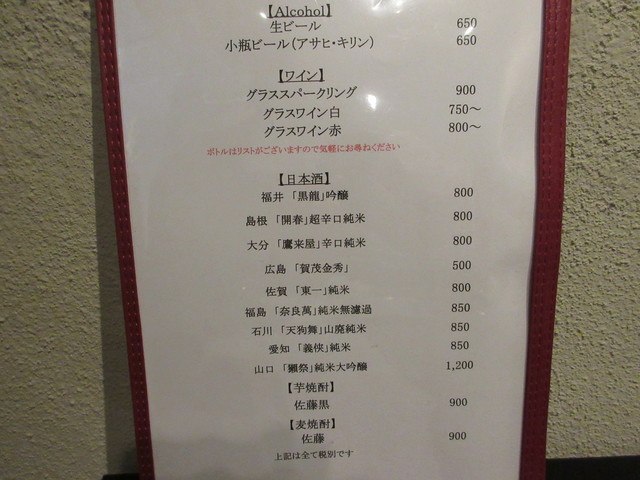 【Alcohol】
生ビール 650
小瓶ビール(アサヒ・キリン) 650
【ワイン】
グラススパークリング 900
グラスワイン白 750～
グラスワイン赤 800～
ボトルはリストがございますので気軽にお尋ねください
【日本酒】
福井 「黒龍」吟醸 800
島根 「開春」超辛口純米 800
大分 「鷹来屋」辛口純米 800
広島 「賀茂金秀」 500
佐賀 「東一」純米 800
福島 「奈良萬」純米無濾過 850
石川 「天狗舞」山廃純米 850
愛知 「義侠」純米 850
山口 「獺祭」純米大吟醸 1,200
【芋焼酎】
佐藤黒 900
【麦焼酎】
佐藤 900
上記は全て税別です